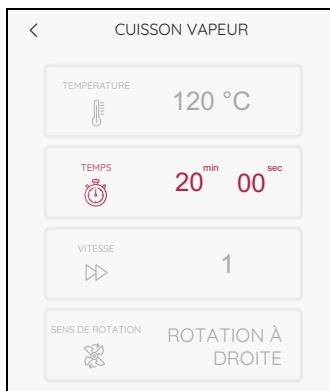 CUISSON VAPEUR
TEMPÉRATURE
120 °C
TEMPS
20 min 00 sec
VITESSE
1
SENS DE ROTATION
ROTATION À
DROITE